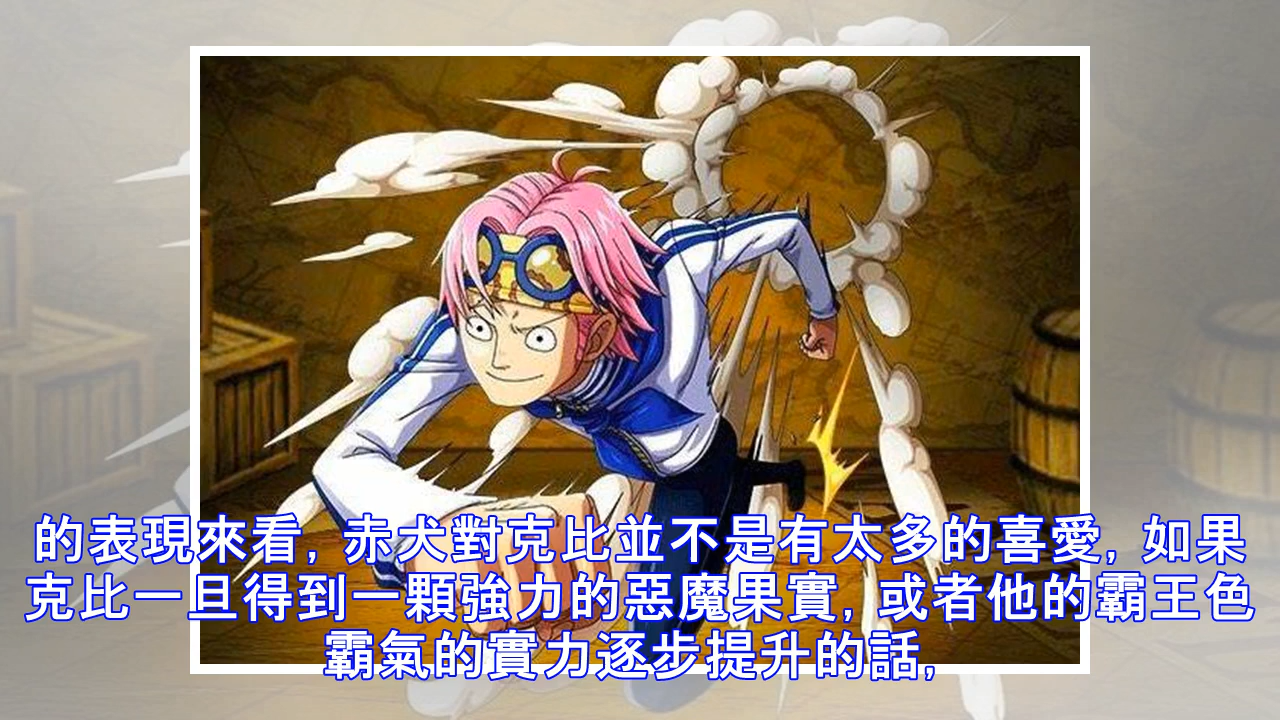 的表現來看, 赤犬對克比並不是有太多的喜愛, 如果
克比一旦得到一顆強力的惡魔果實, 或者他的霸王色
霸氣的實力逐步提升的話,